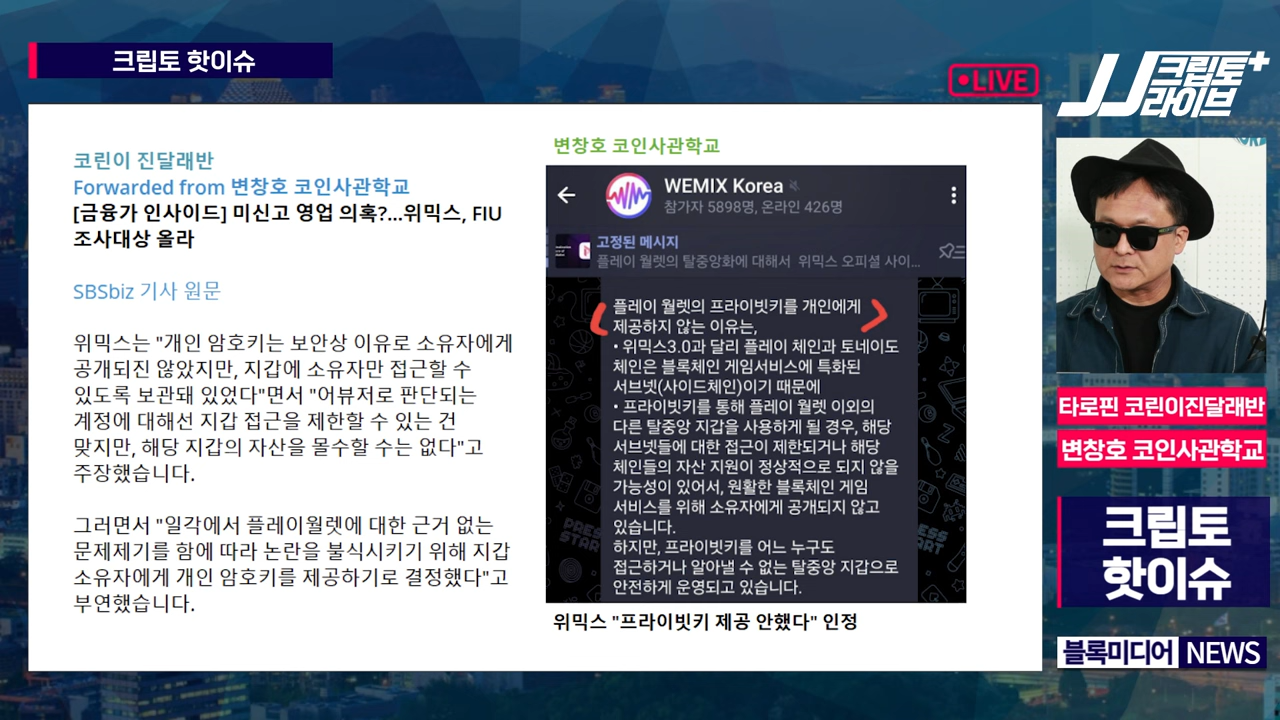 크립토 핫이슈
LIVE
JJ 크립토+
라이브
코린이 진달래반
Forwarded from 변창호 코인사관학교
[금융가 인사이드] 미신고 영업 의혹?...위믹스, FIU
조사대상 올라
SBSbiz 기사 원문
위믹스는 "개인 암호키는 보안상 이유로 소유자에게
공개되진 않았지만, 지갑에 소유자만 접근할 수
있도록 보관돼 있었다"면서 "어뷰저로 판단되는
계정에 대해선 지갑 접근을 제한할 수 있는 건
맞지만, 해당 지갑의 자산을 몰수할 수는 없다"고
주장했습니다.
그러면서 "일각에서 플레이월렛에 대한 근거 없는
문제제기를 함에 따라 논란을 불식시키기 위해 지갑
소유자에게 개인 암호키를 제공하기로 결정했다"고
부연했습니다.
변창호 코인사관학교
WEMIX Korea
참가자 5898명, 온라인 426명
고정된 메시지
플레이 월렛의 탈중앙화에 대해서 위믹스 오피셜 사이...
플레이 월렛의 프라이빗키를 개인에게
제공하지 않는 이유는,
• 위믹스3.0과 달리 플레이 체인과 토네이도
체인은 블록체인 게임서비스에 특화된
서브넷(사이드체인)이기 때문에
• 프라이빗키를 통해 플레이 월렛 이외의
다른 탈중앙 지갑을 사용하게 될 경우, 해당
서브넷들에 대한 접근이 제한되거나 해당
체인들의 자산 지원이 정상적으로 되지 않을
가능성이 있어서, 원활한 블록체인 게임
서비스를 위해 소유자에게 공개되지 않고
있습니다.
하지만, 프라이빗키를 어느 누구도
접근하거나 알아낼 수 없는 탈중앙 지갑으로
안전하게 운영되고 있습니다.
PRESS START
위믹스 "프라이빗키 제공 안했다" 인정
타로핀 코린이진달래반
변창호 코인사관학교
크립토
핫이슈
블록미디어 NEWS